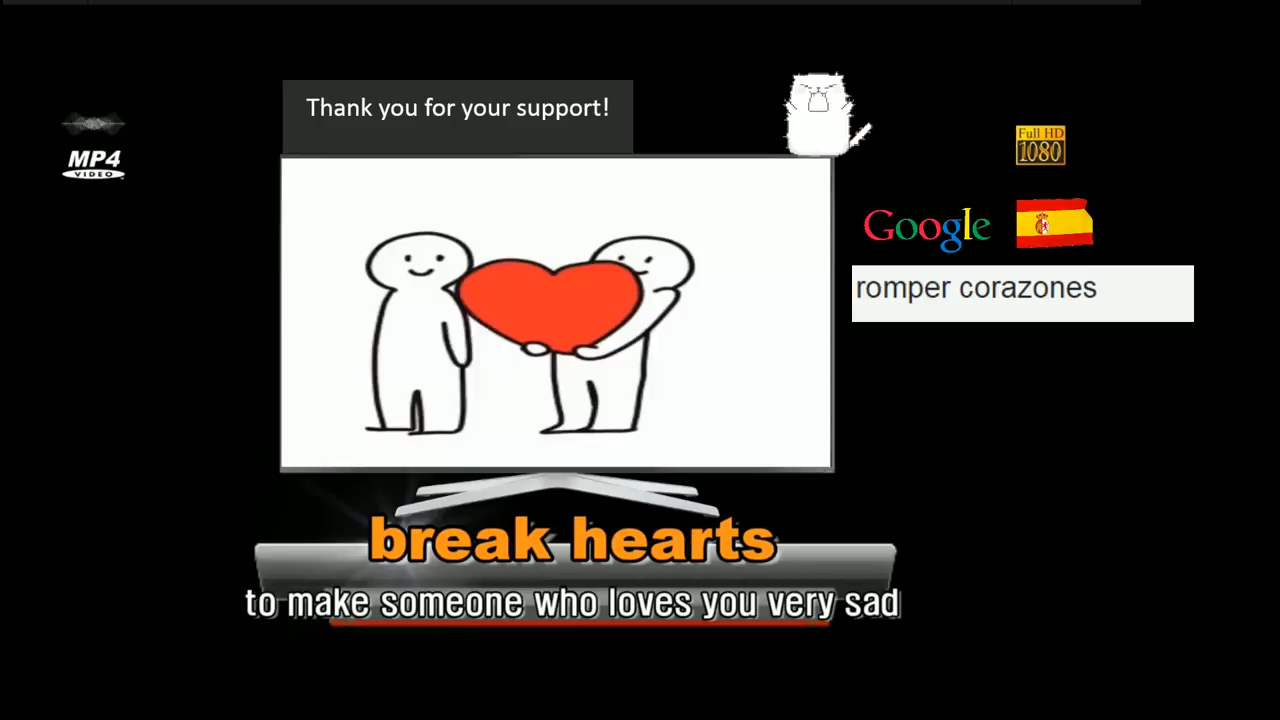 Thank you for your support!
MP4
VIDEO
Full HD
1080
Google
romper corazones
break hearts
to make someone who loves you very sad